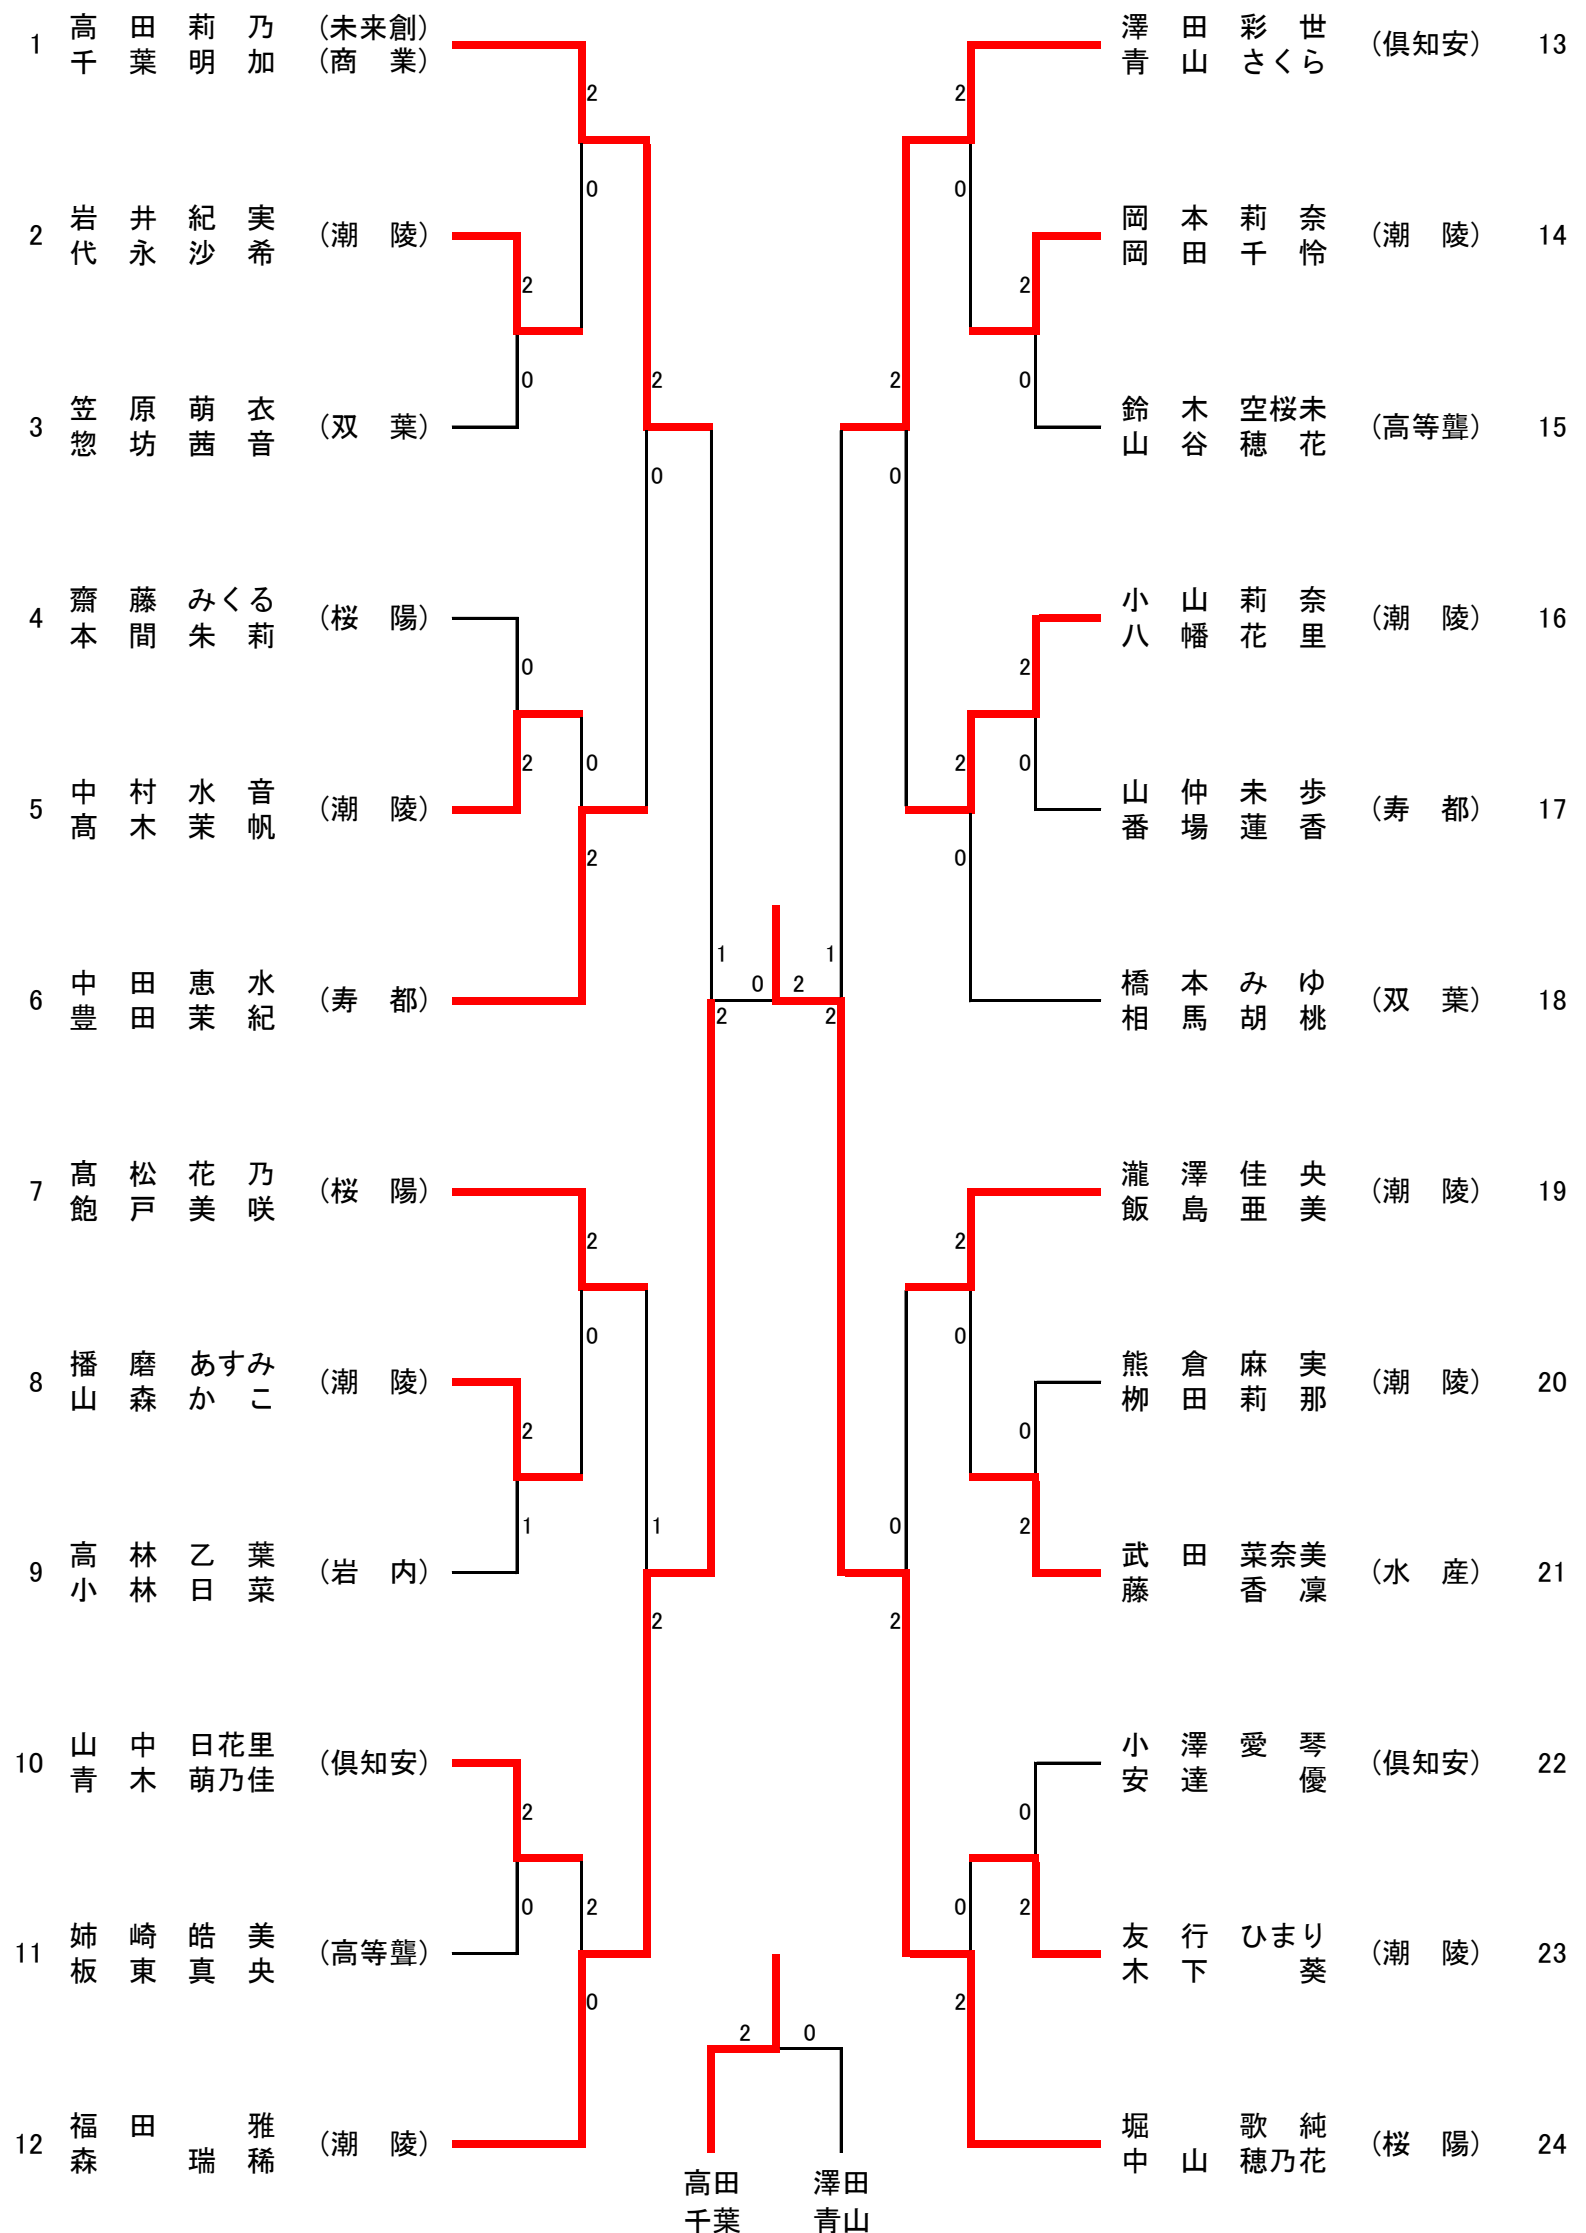 1 高田莉乃 (未来創)
千葉明加 (商業)
2 岩井紀実 (潮陵)
代永沙希
3 笠原萌衣 (双葉)
惣坊茜音
4 齋藤みくる (桜陽)
本間朱莉
5 中村水音 (潮陵)
髙木茉帆
6 中田恵水 (寿都)
豊田茉紀
7 髙松花乃 (桜陽)
飽戸美咲
8 播磨あすみ (潮陵)
山森かこ
9 高林乙葉 (岩内)
小林日菜
10 山中日花里 (倶知安)
青木萌乃佳
11 姉崎皓美 (高等聾)
板東真央
12 福田雅 (潮陵)
森瑞稀
2
0
2
0
2
0
0
2
0
2
2
0
2
1
1
2
2
0
2
0
1
2
0 2
1
2
2
0
2
0
2
0
2
0
2
0
2
0
0
2
0
2
0
2
0
2
澤田彩世 (倶知安) 13
青山さくら
岡本莉奈 (潮陵) 14
岡田千怜
鈴木空桜未 (高等聾) 15
山谷穂花
小山莉奈 (潮陵) 16
八幡花里
山仲未歩 (寿都) 17
番場蓮香
橋本みゆ (双葉) 18
相馬胡桃
瀧澤佳央 (潮陵) 19
飯島亜美
熊倉麻実 (潮陵) 20
栁田莉那
武田菜奈美 (水産) 21
藤香凜
小澤愛琴 (倶知安) 22
安達優
友行ひまり (潮陵) 23
木下葵
堀歌純 (桜陽) 24
中山穂乃花
2 0
高田 澤田
千葉 青山